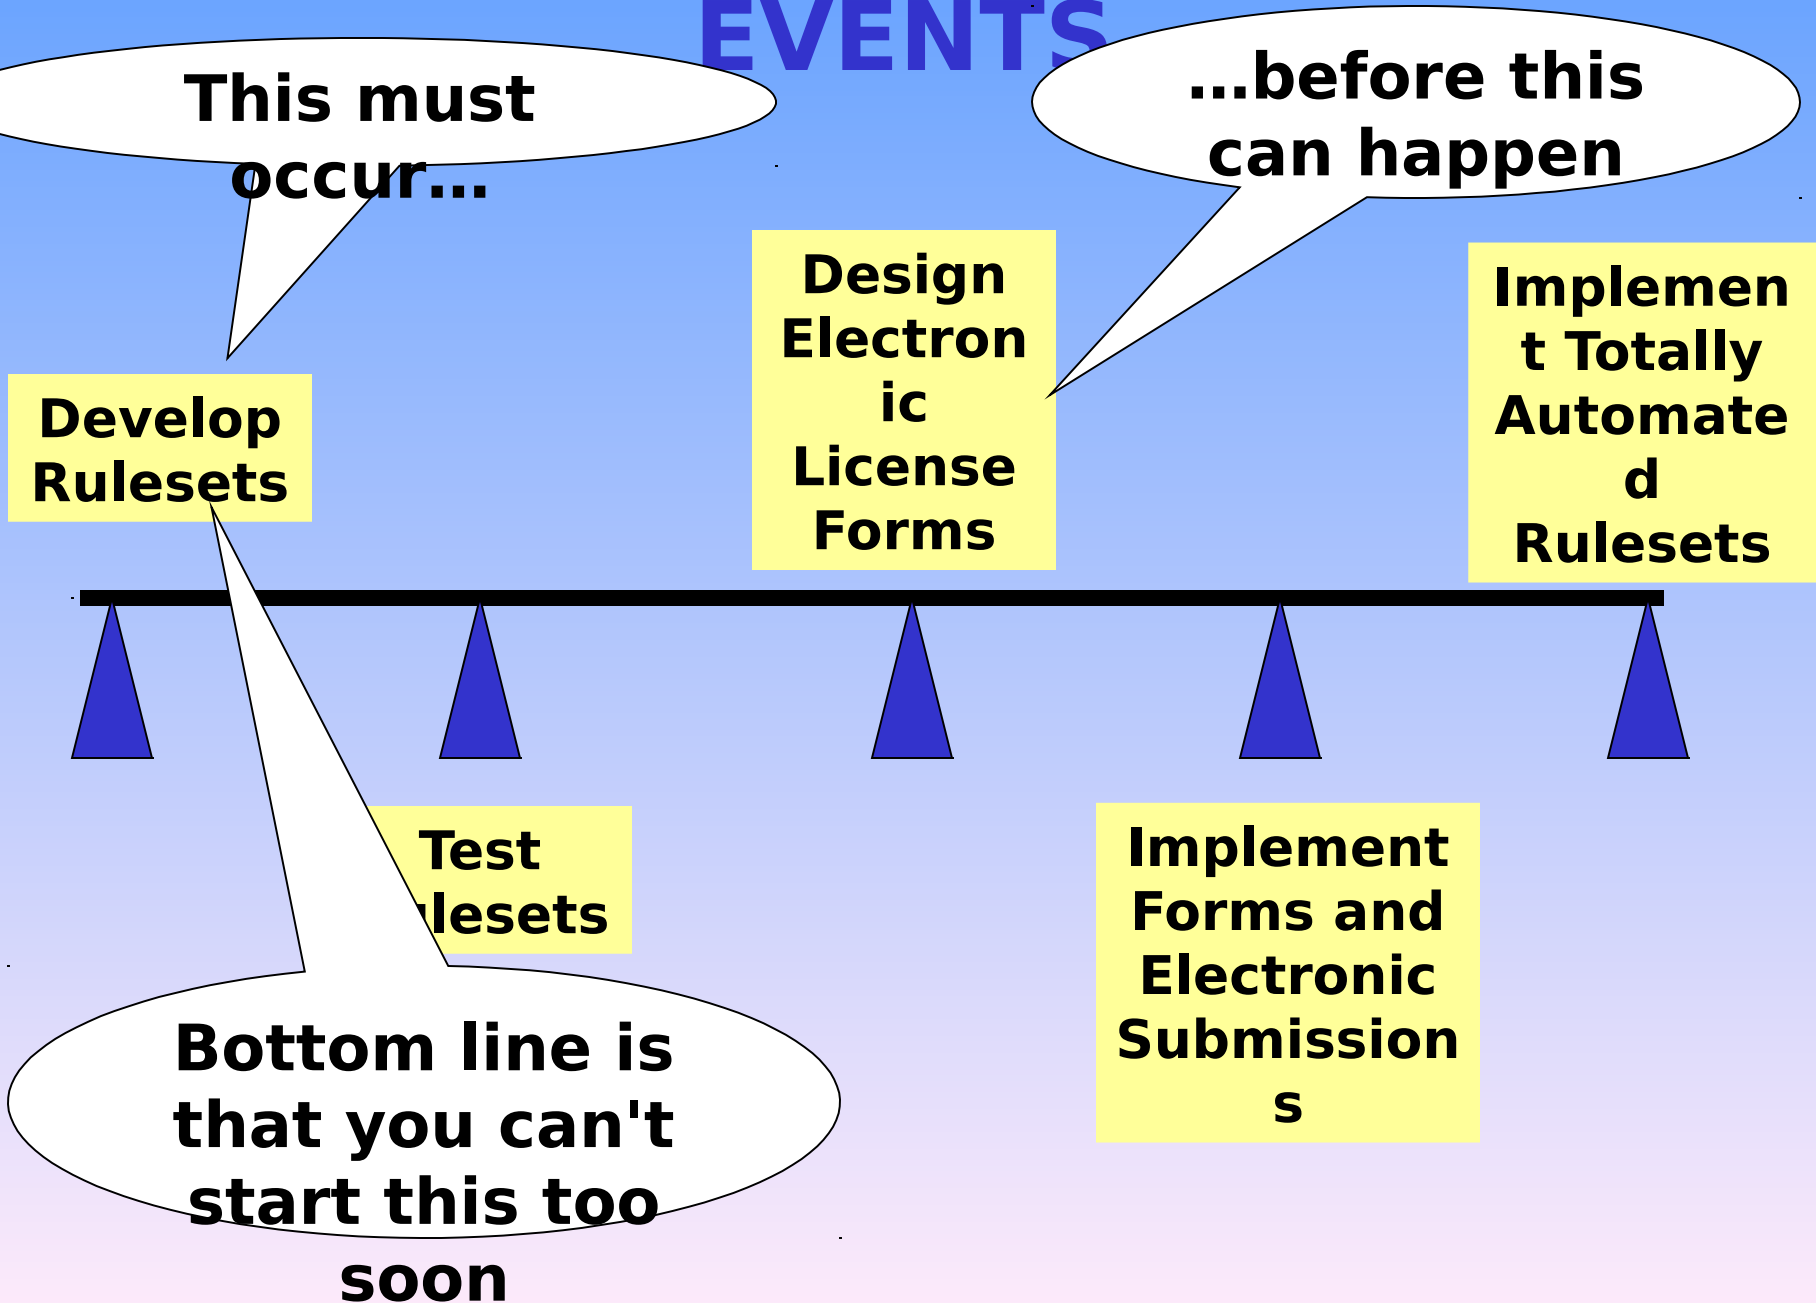 EVENTS
This must
occur…
…before this
can happen
Design
Electron
ic
License
Forms
Implemen
t Totally
Automate
d
Rulesets
Develop
Rulesets
Test
Implement
Forms and
Electronic
Submission
s
Bottom line is
that you can't
start this too
soon